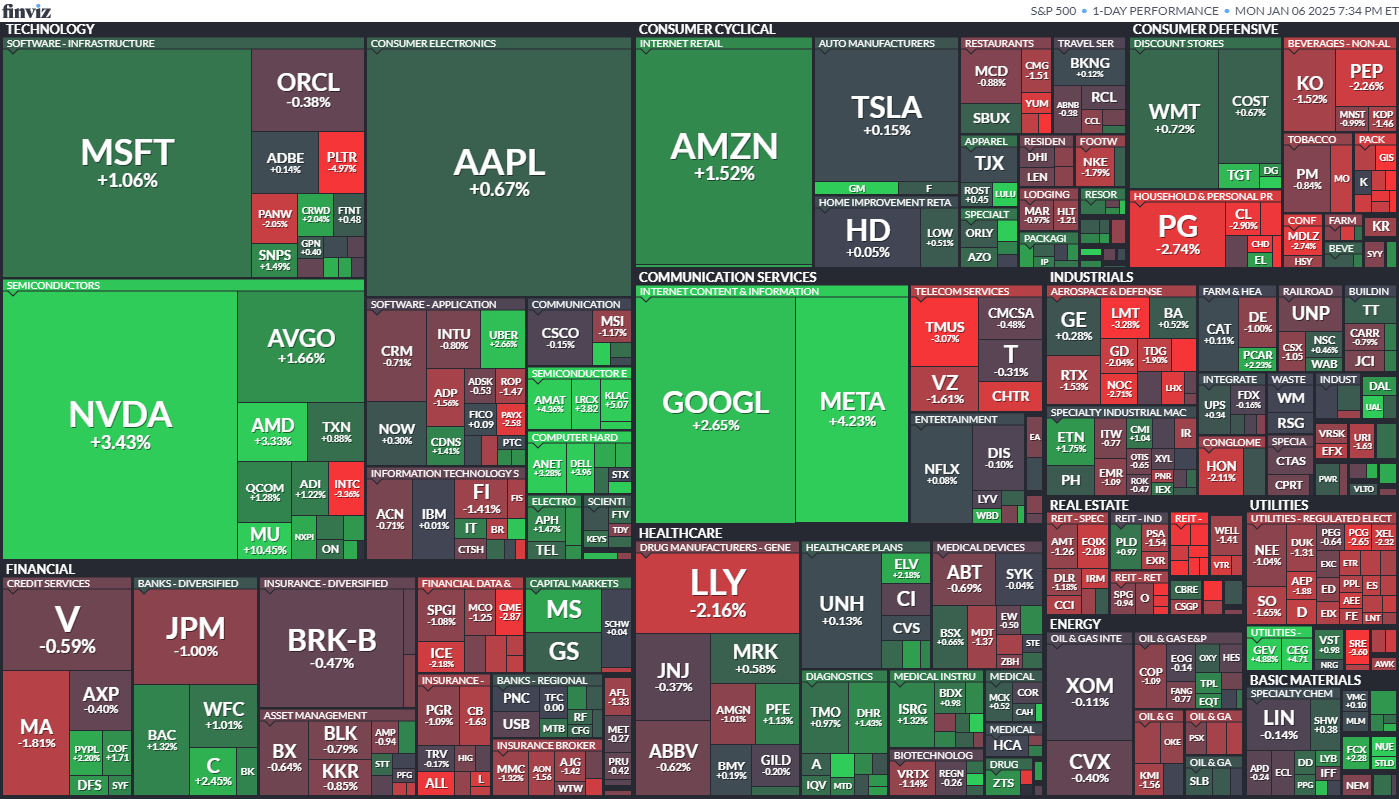 finviz
S&P 500 • 1-DAY PERFORMANCE • MON JAN 06 2025 7:34 PM ET
TECHNOLOGY
SOFTWARE - INFRASTRUCTURE
MSFT
+1.06%
ORCL
-0.38%
ADBE
+0.14%
PLTR
-4.97%
PANW
-2.05%
CRWD
+2.04%
FTNT
+0.48
SNPS
+1.49%
GPN
+0.40
CONSUMER ELECTRONICS
AAPL
+0.67%
SEMICONDUCTORS
NVDA
+3.43%
AVGO
+1.66%
AMD
+3.33%
TXN
+0.88%
QCOM
+1.28%
ADI
+1.22%
INTC
-3.36%
MU
+10.45%
NXPI
ON
SOFTWARE - APPLICATION
CRM
-0.71%
INTU
-0.80%
UBER
+2.66%
NOW
+0.30%
ADP
-1.56%
ADSK
-0.53
ROP
-1.47
FICO
+0.09
PAYX
-2.58
CDNS
+1.41%
PTC
COMMUNICATION
CSCO
-0.15%
MSI
-1.17%
SEMICONDUCTOR E
AMAT
+4.36%
LRCX
+3.82
KLAC
+5.07
COMPUTER HARD
ANET
+3.28%
DELL
+3.96
STX
INFORMATION TECHNOLOGY S
ACN
-0.71%
IBM
+0.01%
FI
-1.41%
FIS
IT
BR
CTSH
ELECTRO
APH
+1.47%
TEL
SCIENTI
FTV
TDY
KEYS
CONSUMER CYCLICAL
INTERNET RETAIL
AMZN
+1.52%
AUTO MANUFACTURERS
TSLA
+0.15%
GM
F
HOME IMPROVEMENT RETA
HD
+0.05%
LOW
+0.51%
RESTAURANTS
MCD
-0.88%
CMG
-1.51
SBUX
YUM
TRAVEL SER
BKNG
+0.12%
ABNB
-0.38
RCL
CCL
APPAREL
TJX
ROST
+0.45
LULU
RESIDEN
DHI
LEN
FOOTW
NKE
-1.79%
LODGING
MAR
-0.97%
HLT
-1.21
RESOR
SPECIALT
ORLY
AZO
PACKAGI
IP
CONSUMER DEFENSIVE
DISCOUNT STORES
WMT
+0.72%
COST
+0.67%
TGT
DG
BEVERAGES - NON-AL
KO
-1.52%
PEP
-2.26%
MNST
-0.99%
KDP
-1.46
TOBACCO
PM
-0.84%
MO
PACK
GIS
K
HOUSEHOLD & PERSONAL PR
PG
-2.74%
CL
-2.90%
CHD
EL
CONF
MDLZ
-2.74%
HSY
FARM
BEVE
KR
SYY
COMMUNICATION SERVICES
INTERNET CONTENT & INFORMATION
GOOGL
+2.65%
META
+4.23%
TELECOM SERVICES
TMUS
-3.07%
CMCSA
-0.48%
VZ
-1.61%
T
-0.31%
CHTR
ENTERTAINMENT
NFLX
+0.08%
DIS
-0.10%
EA
LYV
WBD
INDUSTRIALS
AEROSPACE & DEFENSE
GE
+0.28%
LMT
-3.28%
BA
+0.52%
RTX
-1.53%
GD
-2.04%
TDG
-1.90%
NOC
-2.71%
LHX
FARM & HEA
CAT
+0.11%
DE
-1.00%
PCAR
+2.23%
RAILROAD
UNP
CSX
-1.05
NSC
+0.46%
WAB
BUILDIN
TT
CARR
-0.79%
JCI
INTEGRATE
UPS
+0.34
FDX
-0.16%
WASTE
WM
RSG
INDUST
DAL
UAL
SPECIALTY INDUSTRIAL MAC
ETN
+1.75%
ITW
-0.77
CMI
+1.04
IR
PH
EMR
-1.09
OTIS
-0.65
XYL
ROK
-0.47
PNR
IEX
CONGLOME
HON
-2.11%
SPECIA
CTAS
CPRT
VRSK
EFX
URI
-1.63
PWR
VLTO
REAL ESTATE
REIT - SPEC
AMT
-1.26
EQIX
-2.08
DLR
-1.18%
IRM
CCI
REIT - IND
PLD
+0.97
PSA
-1.54
EXR
REIT -
WELL
-1.41
VTR
REIT - RET
SPG
-0.94
O
CBRE
CSGP
UTILITIES
UTILITIES - REGULATED ELECT
NEE
-1.04%
DUK
-1.31
PEG
-0.64
PCG
-2.65
XEL
-2.32
SO
-1.65%
AEP
-1.88
EXC
ETR
ED
PPL
ES
AEE
D
EIX
FE
LNT
UTILITIES -
GEV
+4.88%
CEG
+4.71
VST
+0.98
NRG
SRE
-3.60
AWK
HEALTHCARE
DRUG MANUFACTURERS - GENE
LLY
-2.16%
JNJ
-0.37%
MRK
+0.58%
ABBV
-0.62%
AMGN
-1.01%
PFE
+1.13%
BMY
+0.19%
GILD
-0.20%
HEALTHCARE PLANS
UNH
+0.13%
ELV
+2.18%
CI
CVS
MEDICAL DEVICES
ABT
-0.69%
SYK
-0.04%
BSX
+0.66%
MDT
-1.37
EW
-0.50
STE
ZBH
DIAGNOSTICS
TMO
+0.97%
DHR
+1.43%
A
IQV
MTD
MEDICAL INSTRU
ISRG
+1.32%
BDX
+0.98
MEDICAL
MCK
+0.52
COR
CAH
BIOTECHNOLOG
VRTX
-1.14%
REGN
-0.26
MEDICAL
HCA
DRUG
ZTS
ENERGY
OIL & GAS INTE
XOM
-0.11%
CVX
-0.40%
OIL & GAS E&P
COP
-1.09
EOG
-0.14
OXY
HES
FANG
-0.77
TPL
EQT
OIL & G
OKE
KMI
-1.56
OIL & GA
PSX
OIL & GA
SLB
BASIC MATERIALS
SPECIALTY CHEM
LIN
-0.14%
SHW
+0.38
APD
-0.24
ECL
DD
LYB
PPG
IFF
VMC
+0.10
MLM
FCX
+2.28
NUE
STLD
NEM
FINANCIAL
CREDIT SERVICES
V
-0.59%
MA
-1.81%
AXP
-0.40%
PYPL
+2.20%
COF
+1.71
DFS
SYF
BANKS - DIVERSIFIED
JPM
-1.00%
BAC
+1.32%
WFC
+1.01%
C
+2.45%
BK
INSURANCE - DIVERSIFIED
BRK-B
-0.47%
ASSET MANAGEMENT
BX
-0.64%
BLK
-0.79%
KKR
-0.85%
AMP
-0.94
STT
PFG
FINANCIAL DATA &
SPGI
-1.08%
MCO
-1.25
CME
-2.87
ICE
-2.18%
CAPITAL MARKETS
MS
GS
SCHW
+0.04
INSURANCE -
PGR
-1.09%
CB
-1.63
TRV
-0.17%
HIG
ALL
L
BANKS - REGIONAL
PNC
TFC
0.00
USB
MTB
RF
CFG
AFL
-1.33
MET
-0.27
PRU
-0.42
INSURANCE BROKER
MMC
-1.32%
AON
-1.56
AJG
-1.42
WTW